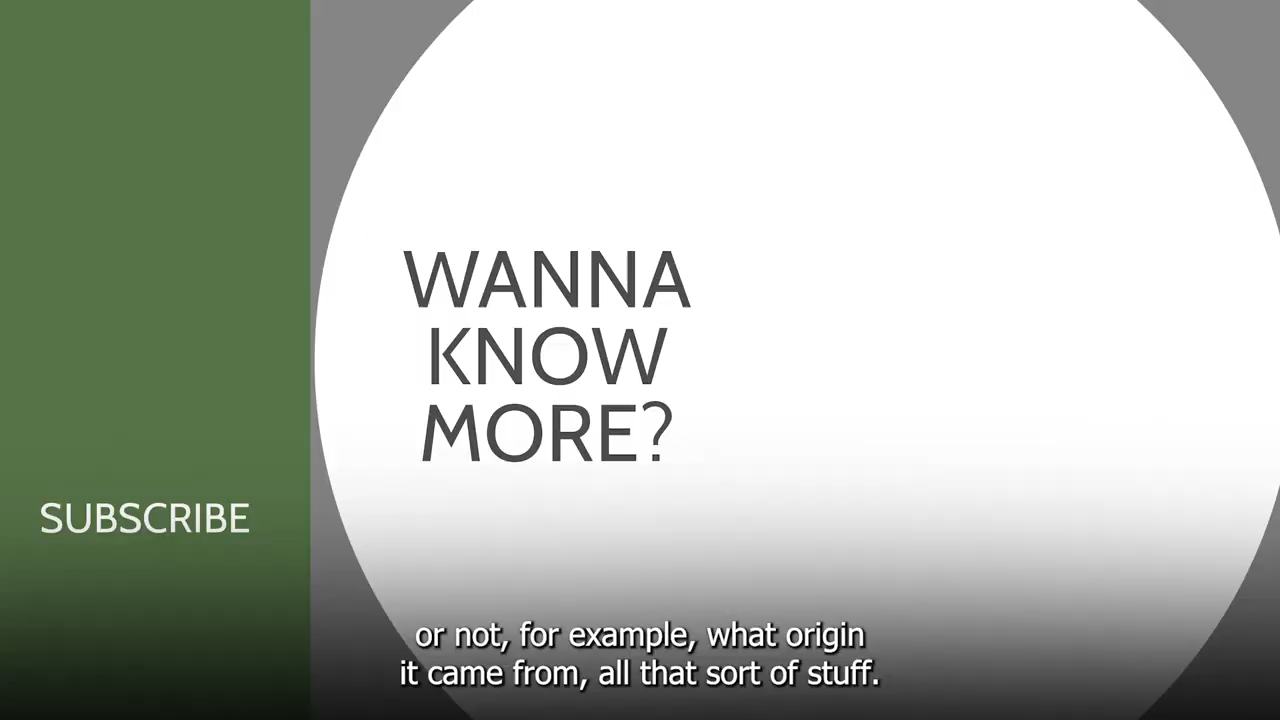 WANNA
KNOW
MORE?
SUBSCRIBE
or not, for example, what origin
it came from, all that sort of stuff.